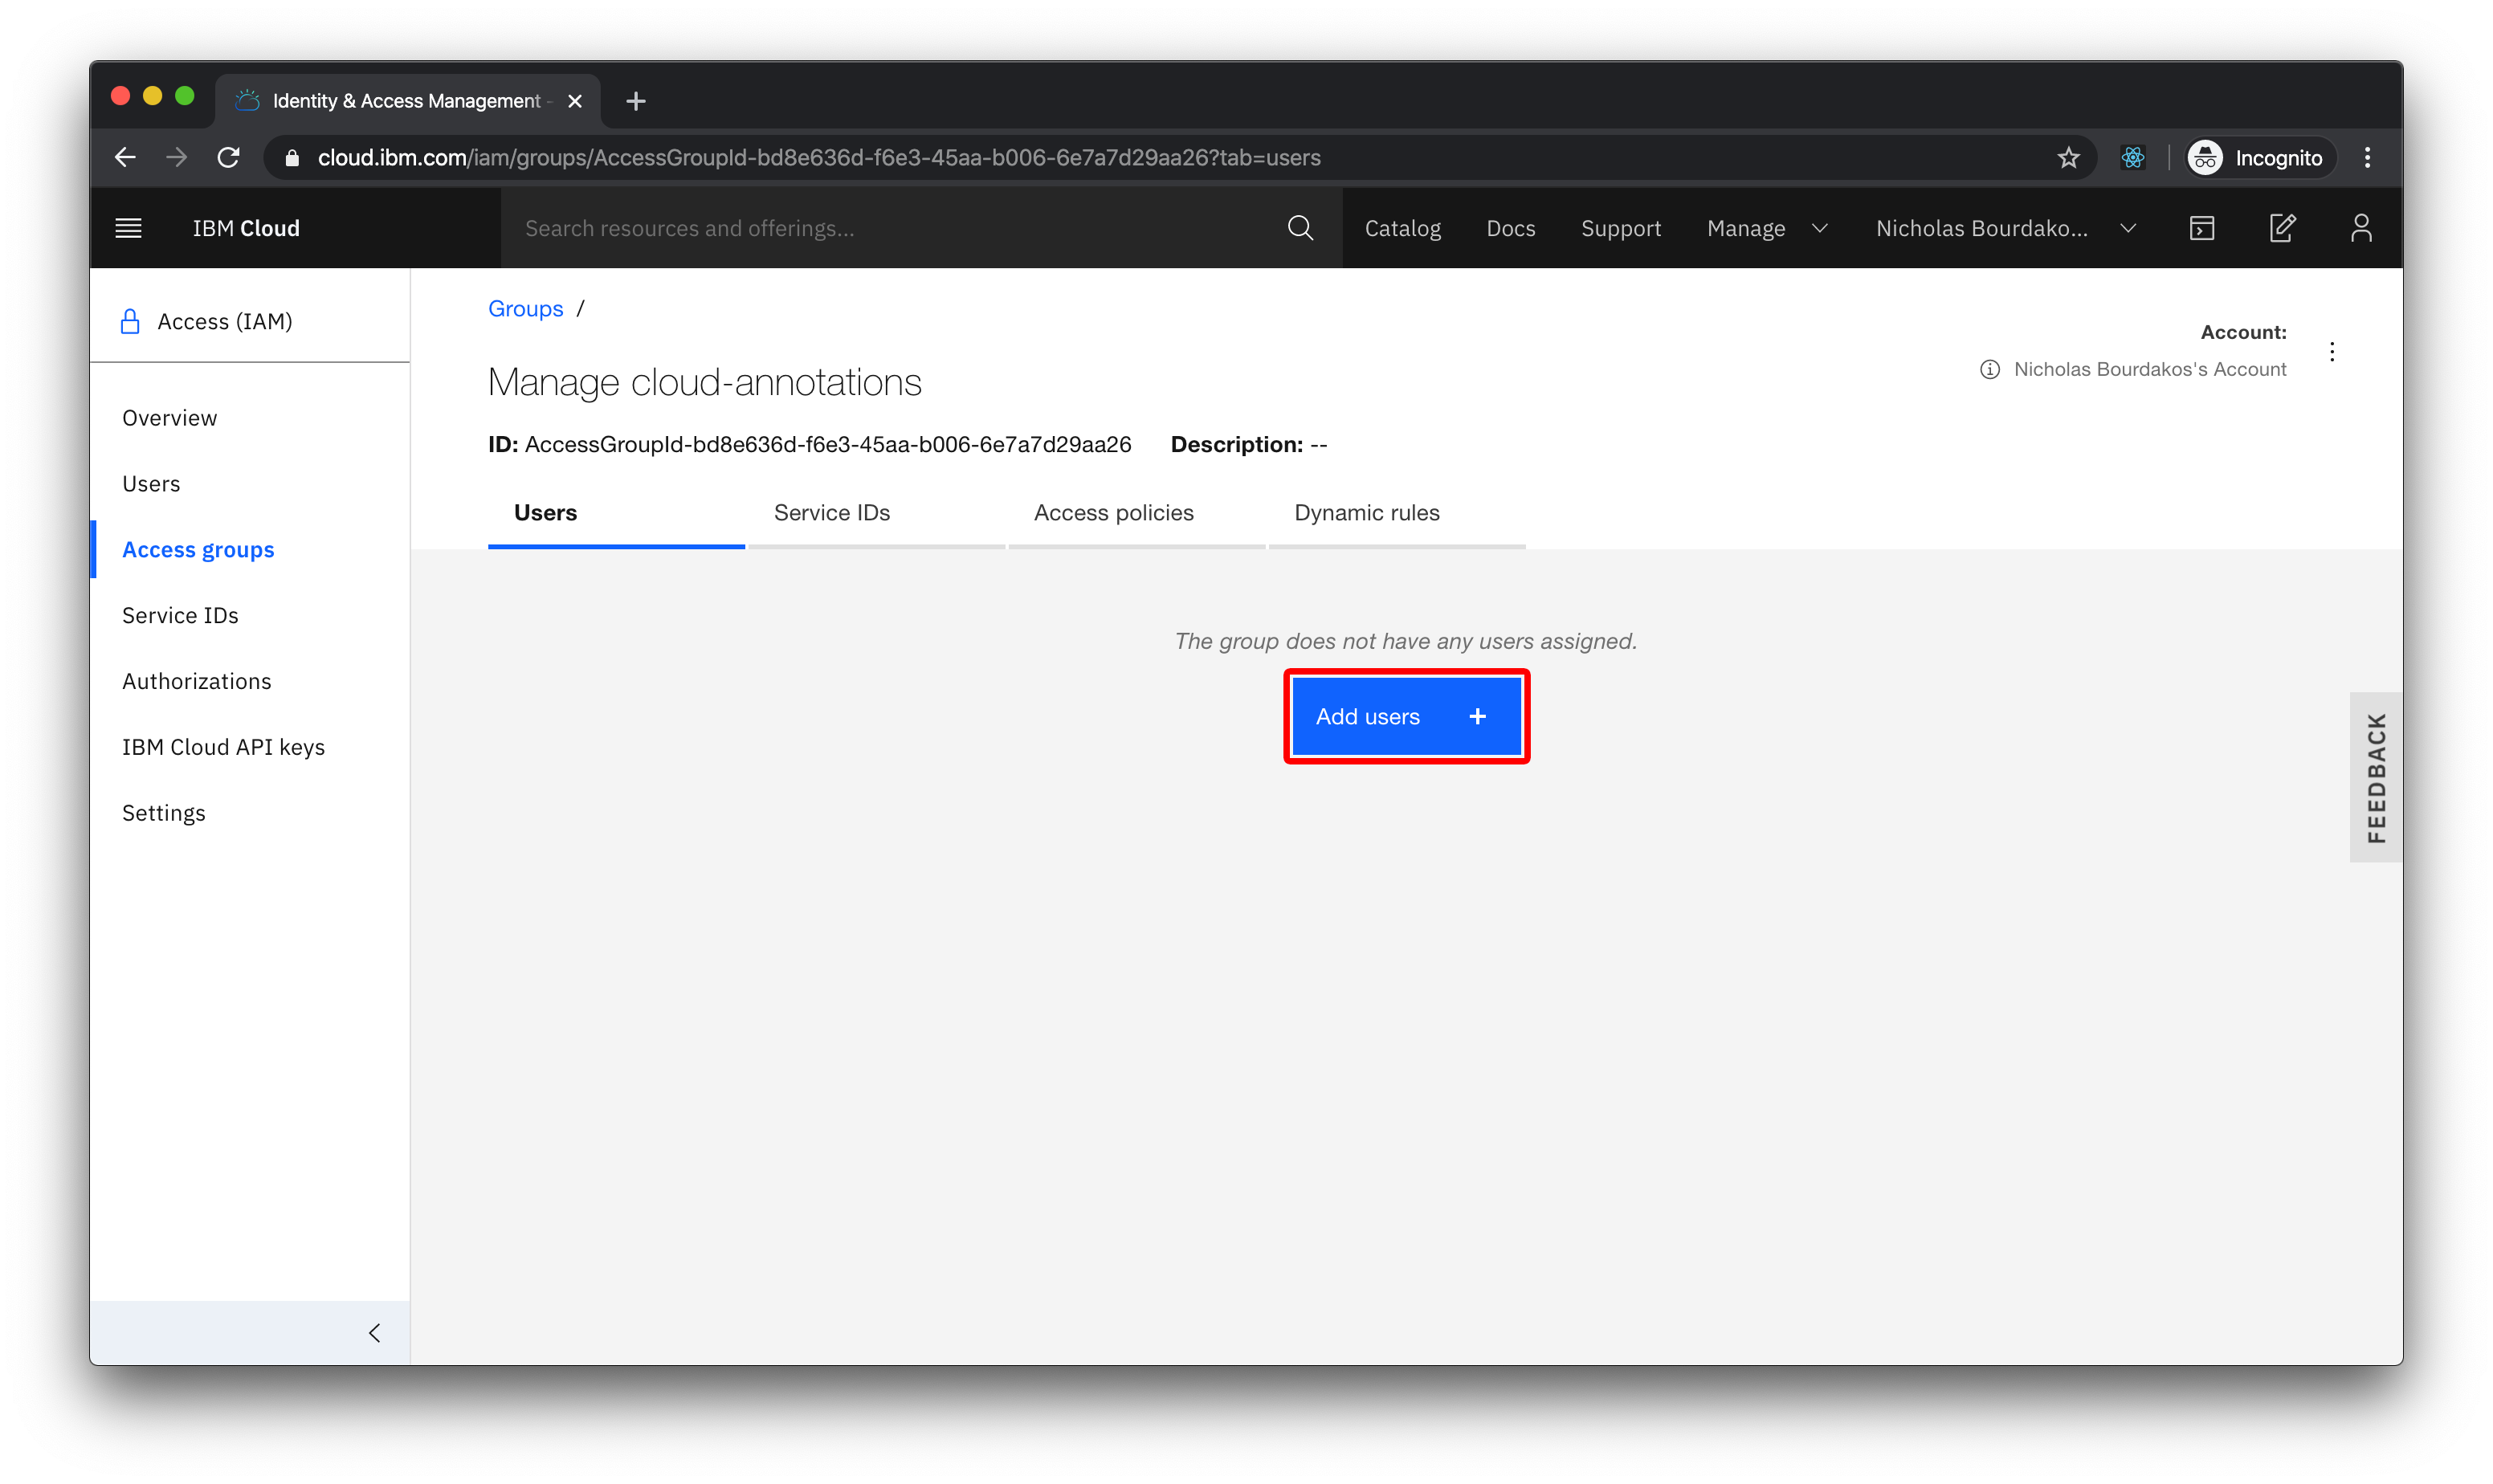 Identity & Access Management -
cloud.ibm.com/iam/groups/AccessGroupId-bd8e636d-f6e3-45aa-b006-6e7a7d29aa26?tab=users
Incognito
IBM Cloud
Search resources and offerings...
Catalog
Docs
Support
Manage
Nicholas Bourdako...
Access (IAM)
Overview
Users
Access groups
Service IDs
Authorizations
IBM Cloud API keys
Settings
Groups /
Account:
Nicholas Bourdakos's Account
Manage cloud-annotations
ID: AccessGroupId-bd8e636d-f6e3-45aa-b006-6e7a7d29aa26 Description: --
Users
Service IDs
Access policies
Dynamic rules
The group does not have any users assigned.
Add users +
FEEDBACK